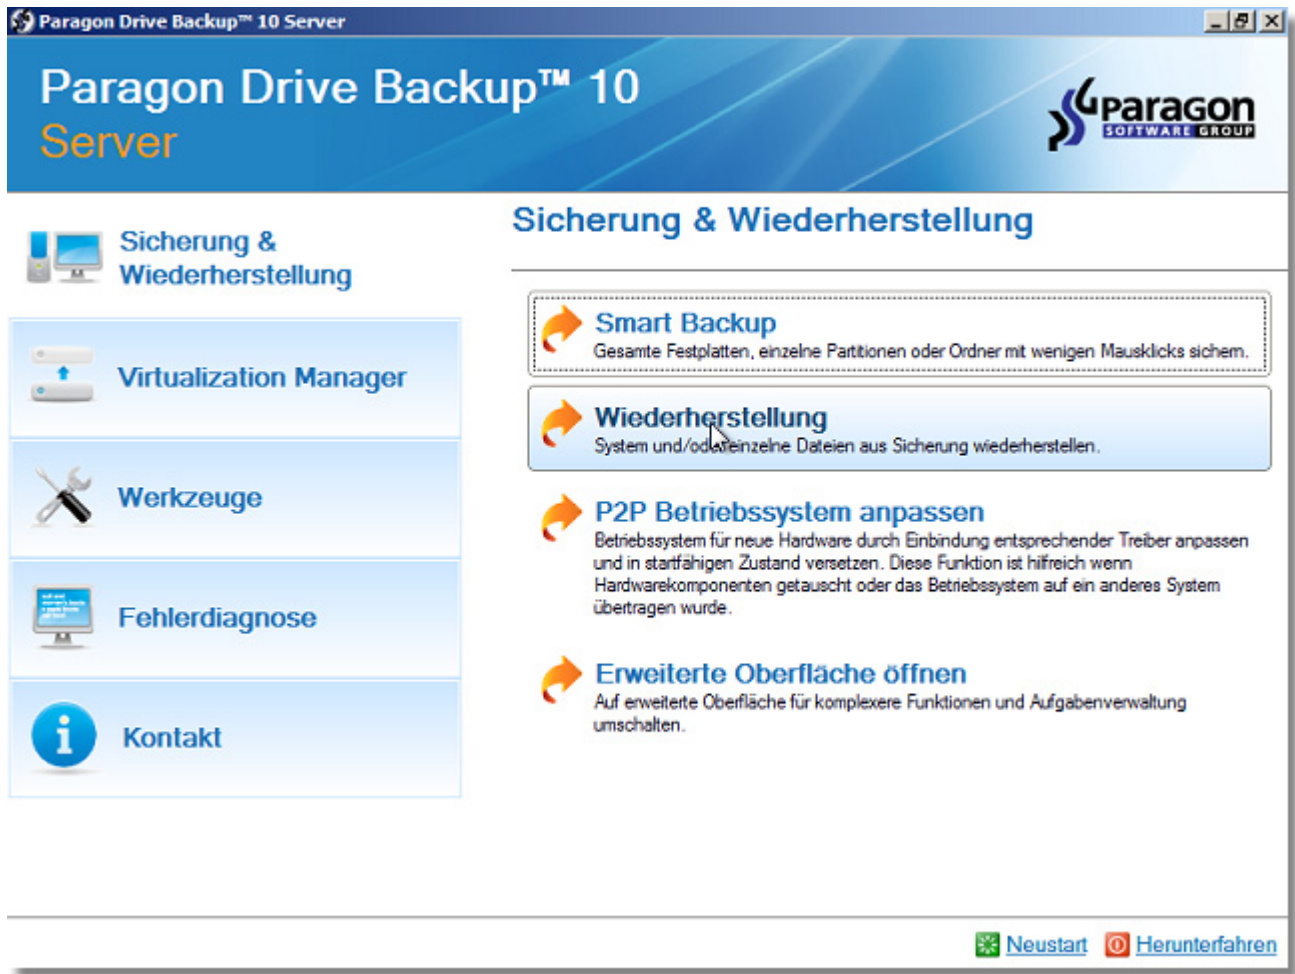 Paragon Drive Backup™ 10 Server
Paragon Drive Backup™ 10
Server
Paragon
SOFTWARE GROUP
Sicherung &
Wiederherstellung
Virtualization Manager
Werkzeuge
Fehlerdiagnose
Kontakt
Sicherung & Wiederherstellung
Smart Backup
Gesamte Festplatten, einzelne Partitionen oder Ordner mit wenigen Mausklicks sichern.
Wiederherstellung
System und/oder einzelne Dateien aus Sicherung wiederherstellen.
P2P Betriebssystem anpassen
Betriebssystem für neue Hardware durch Einbindung entsprechender Treiber anpassen
und in startfähigen Zustand versetzen. Diese Funktion ist hilfreich wenn
Hardwarekomponenten getauscht oder das Betriebssystem auf ein anderes System
übertragen wurde.
Erweiterte Oberfläche öffnen
Auf erweiterte Oberfläche für komplexere Funktionen und Aufgabenverwaltung
umschalten.
Neustart
Herunterfahren